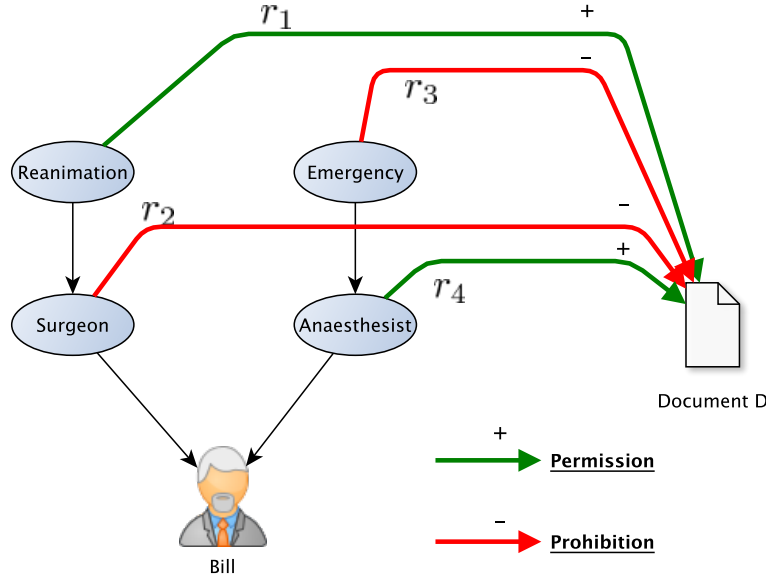 r₁
+
−
r₃
Reanimation
Emergency
r₂
−
+
r₄
Surgeon
Anaesthesist
Document D
+
Permission
−
Prohibition
Bill